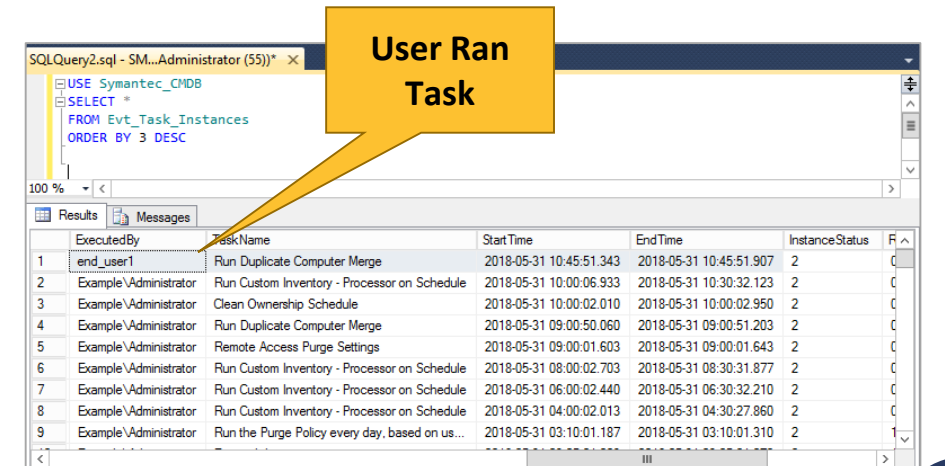 User Ran
Task
SQLQuery2.sql - SM...Administrator (55))*
USE Symantec_CMDB
SELECT *
FROM Evt_Task_Instances
ORDER BY 3 DESC
100 %
Results Messages
ExecutedBy TaskName StartTime EndTime InstanceStatus
1 end_user1 Run Duplicate Computer Merge 2018-05-31 10:45:51.343 2018-05-31 10:45:51.907 2
2 Example\Administrator Run Custom Inventory - Processor on Schedule 2018-05-31 10:00:06.933 2018-05-31 10:30:32.123 2
3 Example\Administrator Clean Ownership Schedule 2018-05-31 10:00:02.010 2018-05-31 10:00:02.950 2
4 Example\Administrator Run Duplicate Computer Merge 2018-05-31 09:00:50.060 2018-05-31 09:00:51.203 2
5 Example\Administrator Remote Access Purge Settings 2018-05-31 09:00:01.603 2018-05-31 09:00:01.643 2
6 Example\Administrator Run Custom Inventory - Processor on Schedule 2018-05-31 08:00:02.703 2018-05-31 08:30:31.877 2
7 Example\Administrator Run Custom Inventory - Processor on Schedule 2018-05-31 06:00:02.440 2018-05-31 06:30:32.210 2
8 Example\Administrator Run Custom Inventory - Processor on Schedule 2018-05-31 04:00:02.013 2018-05-31 04:30:27.860 2
9 Example\Administrator Run the Purge Policy every day, based on us... 2018-05-31 03:10:01.187 2018-05-31 03:10:01.310 2